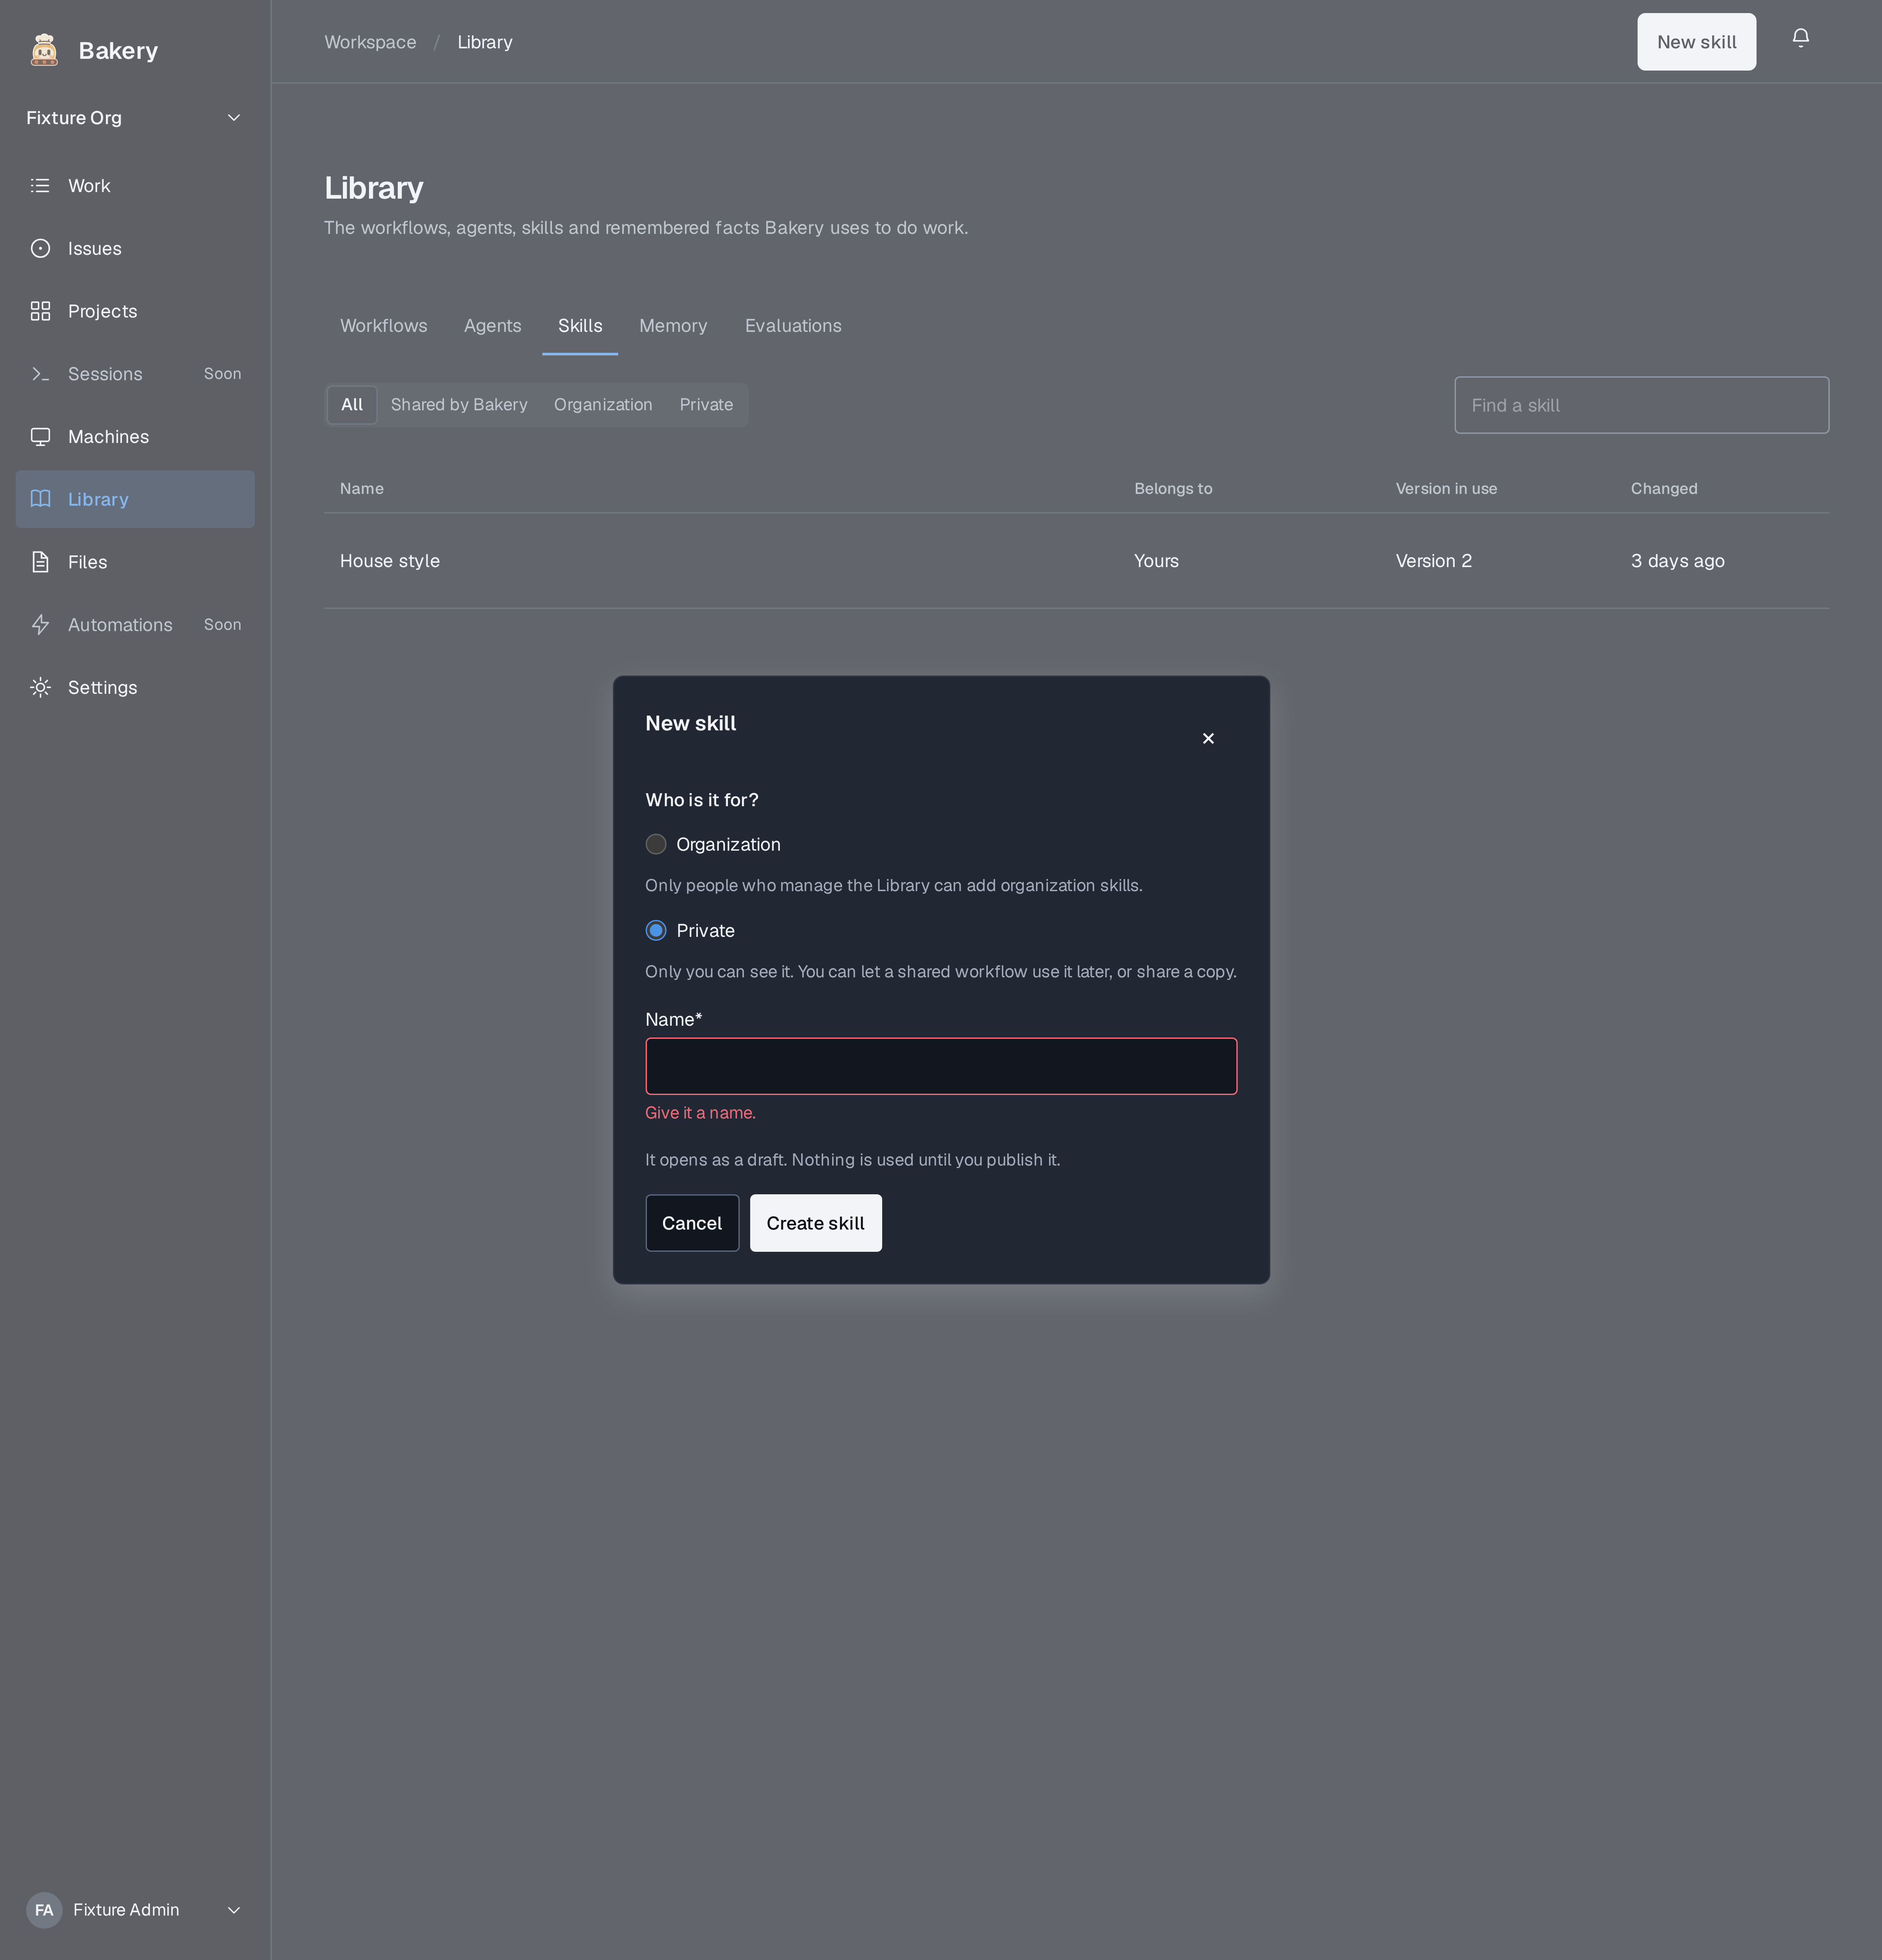 Bakery
Fixture Org
Work
Issues
Projects
Sessions Soon
Machines
Library
Files
Automations Soon
Settings
FA Fixture Admin
Workspace / Library
New skill
Library
The workflows, agents, skills and remembered facts Bakery uses to do work.
Workflows Agents Skills Memory Evaluations
All Shared by Bakery Organization Private
Find a skill
Name Belongs to Version in use Changed
House style Yours Version 2 3 days ago
New skill
Who is it for?
Organization
Only people who manage the Library can add organization skills.
Private
Only you can see it. You can let a shared workflow use it later, or share a copy.
Name*
Give it a name.
It opens as a draft. Nothing is used until you publish it.
Cancel Create skill